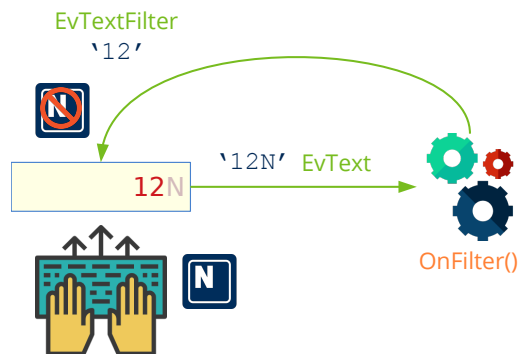 EvTextFilter
‘12’
N
‘12N’ EvText
12N
N
OnFilter()